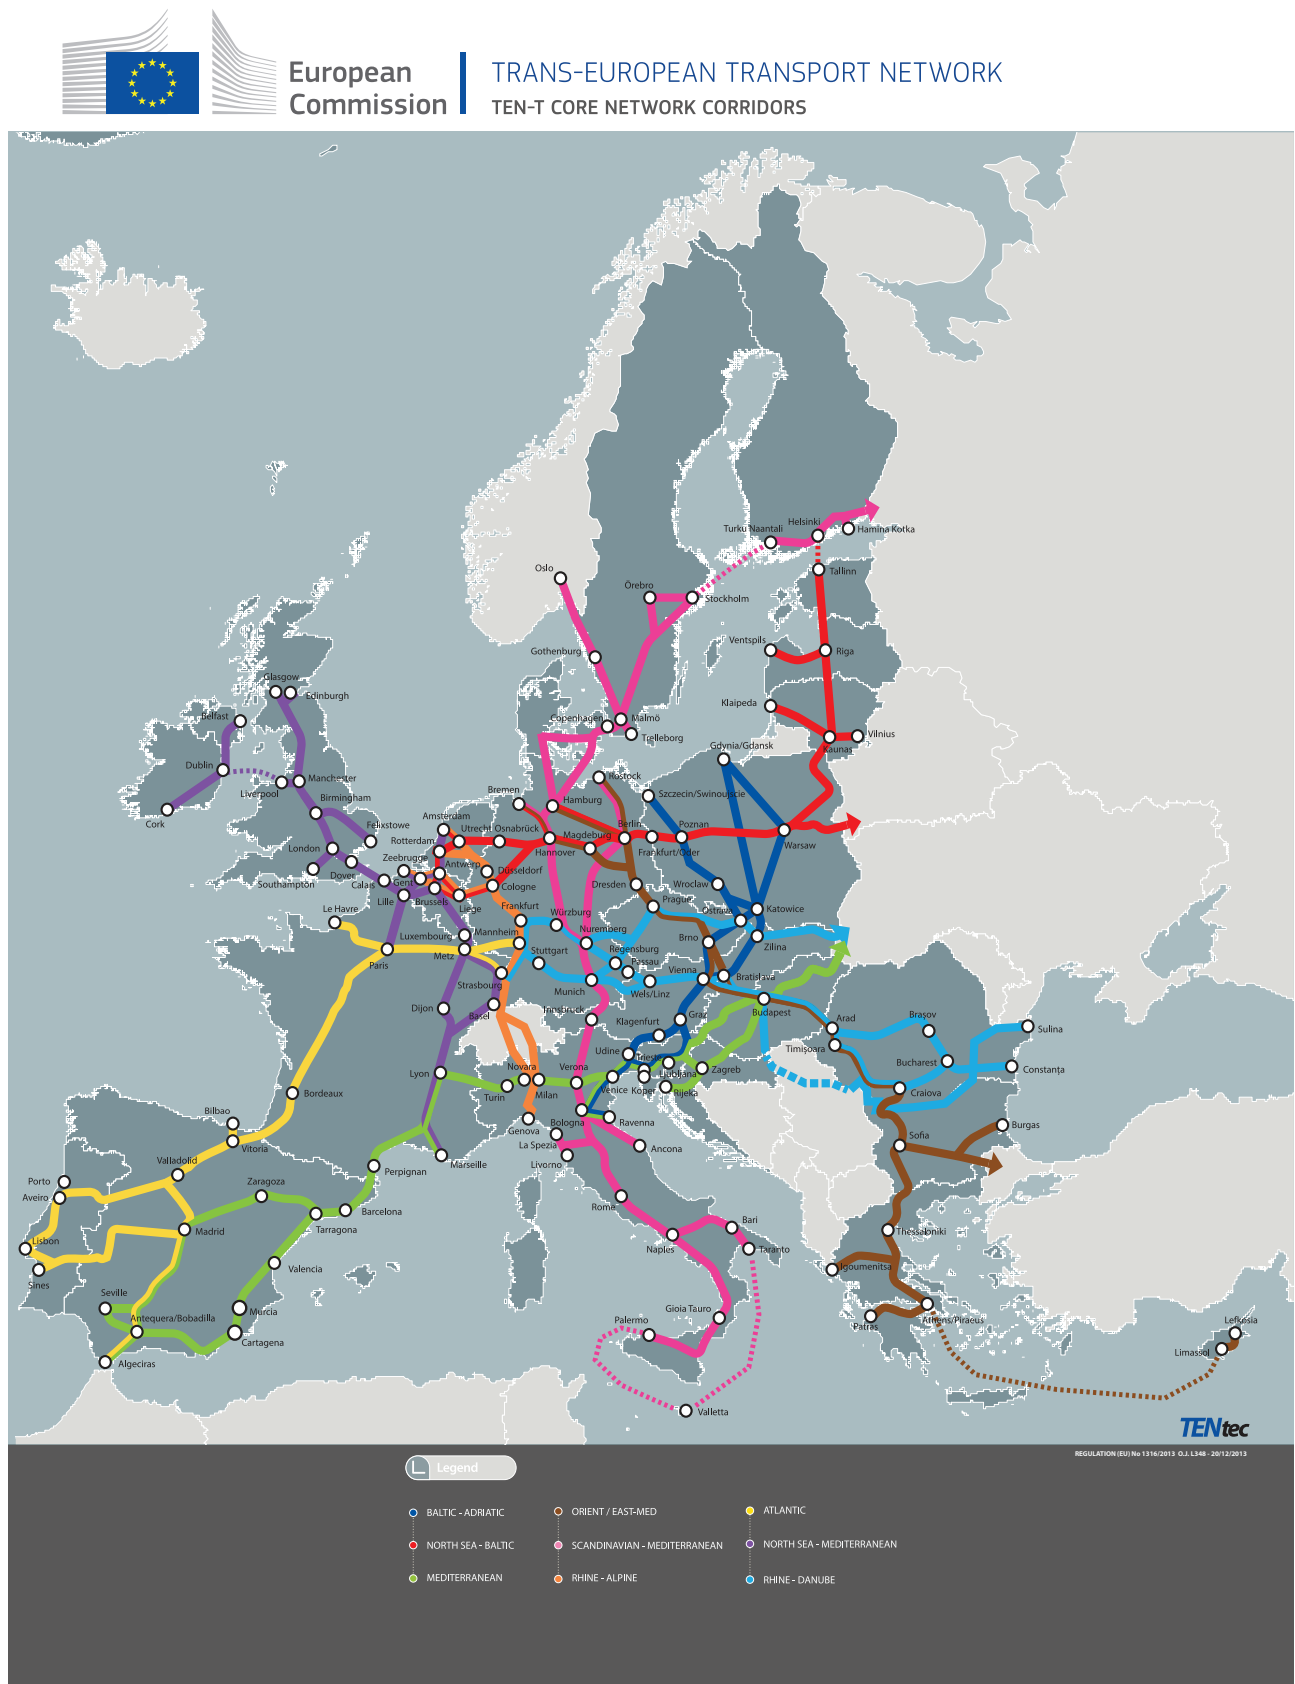 European
Commission
TRANS-EUROPEAN TRANSPORT NETWORK
TEN-T CORE NETWORK CORRIDORS
Turku Naantali
Helsinki
Hamina Kotka
Oslo
Örebro
Stockholm
Tallinn
Gothenburg
Ventspils
Riga
Glasgow
Edinburgh
Belfast
Copenhagen
Malmö
Trelleborg
Klaipeda
Vilnius
Kaunas
Gdynia/Gdansk
Dublin
Liverpool
Manchester
Birmingham
Cork
Felixstowe
London
Southampton
Dover
Calais
Bremen
Hamburg
Rostock
Szczecin/Swinoujscie
Amsterdam
Rotterdam
Utrecht
Osnabrück
Hannover
Magdeburg
Berlin
Frankfurt/Oder
Poznan
Warsaw
Zeebrugge
Gent
Antwerp
Düsseldorf
Cologne
Lille
Brussels
Liege
Dresden
Wroclaw
Le Havre
Frankfurt
Würzburg
Prague
Ostrava
Katowice
Luxembourg
Mannheim
Nuremberg
Paris
Metz
Stuttgart
Regensburg
Passau
Brno
Zilina
Strasbourg
Munich
Wels/Linz
Vienna
Bratislava
Dijon
Basel
Innsbruck
Klagenfurt
Graz
Budapest
Arad
Timişoara
Braşov
Sulina
Bucharest
Constanţa
Craiova
Lyon
Novara
Turin
Milan
Verona
Udine
Trieste
Ljubljana
Venice
Koper
Rijeka
Zagreb
Bordeaux
Genova
Bologna
Ravenna
La Spezia
Livorno
Ancona
Sofia
Burgas
Bilbao
Vitoria
Marseille
Perpignan
Valladolid
Porto
Aveiro
Zaragoza
Barcelona
Tarragona
Madrid
Lisbon
Sines
Valencia
Rome
Naples
Bari
Taranto
Thessaloniki
Igoumenitsa
Seville
Antequera/Bobadilla
Murcia
Cartagena
Algeciras
Palermo
Gioia Tauro
Valletta
Patras
Athens/Piraeus
Lefkosia
Limassol
TENtec
REGULATION (EU) No 1316/2013 O.J. L348 - 20/12/2013
Legend
BALTIC - ADRIATIC
ORIENT / EAST-MED
ATLANTIC
NORTH SEA - BALTIC
SCANDINAVIAN - MEDITERRANEAN
NORTH SEA - MEDITERRANEAN
MEDITERRANEAN
RHINE - ALPINE
RHINE - DANUBE